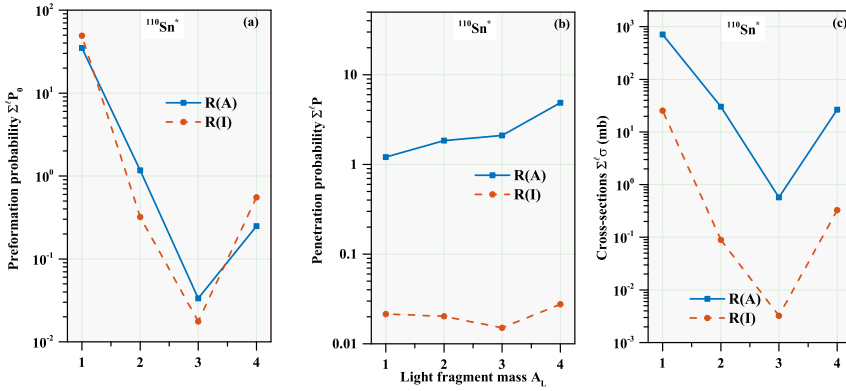 Preformation probability Σ^ℓP₀
10²
10¹
10⁰
10⁻¹
10⁻²
1 2 3 4
¹¹⁰Sn*
(a)
R(A)
R(I)
Penetration probability Σ^ℓP
10
1
0.1
0.01
1 2 3 4
¹¹⁰Sn*
(b)
R(A)
R(I)
Light fragment mass A_L
Cross-sections Σ^ℓσ (mb)
10³
10²
10¹
10⁰
10⁻¹
10⁻²
10⁻³
1 2 3 4
¹¹⁰Sn*
(c)
R(A)
R(I)